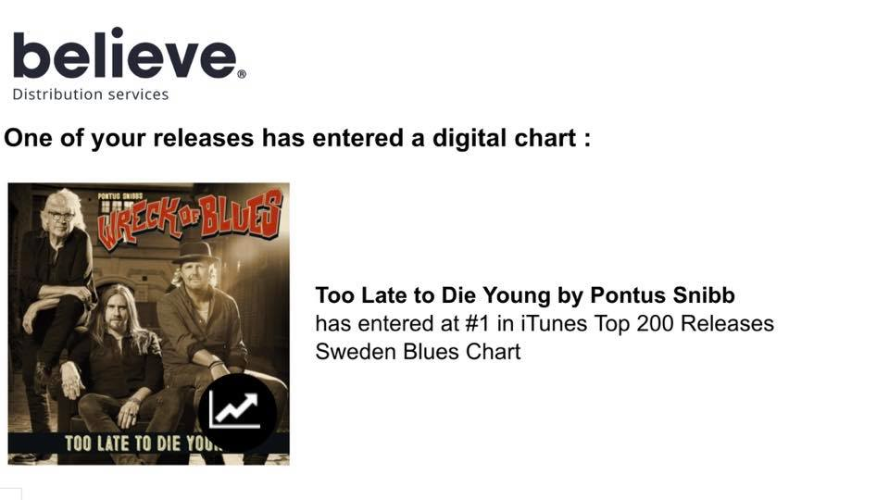 believe.®
Distribution services
One of your releases has entered a digital chart :
PONTUS SNIBB
WRECK OF BLUES
TOO LATE TO DIE YOU
Too Late to Die Young by Pontus Snibb
has entered at #1 in iTunes Top 200 Releases
Sweden Blues Chart